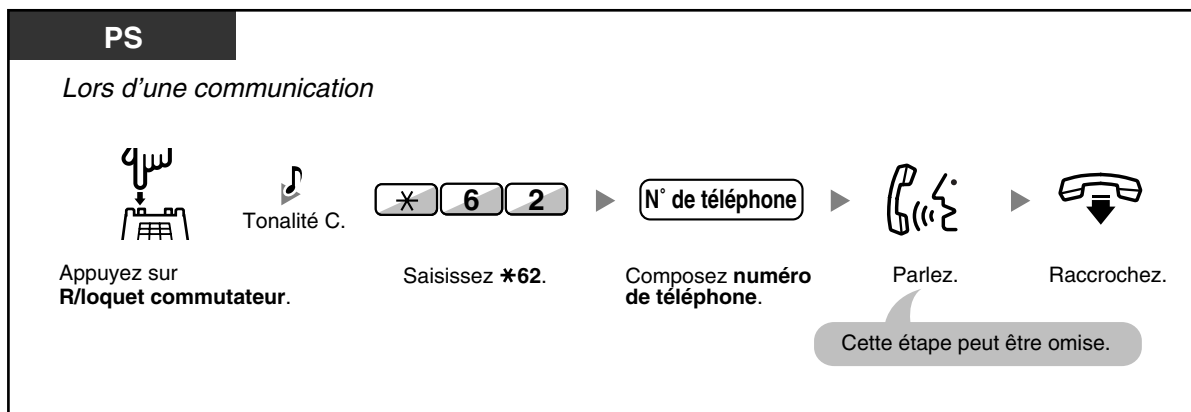 PS
Lors d'une communication
Tonalité C.
✳ 6 2
N° de téléphone
Appuyez sur
R/loquet commutateur.
Saisissez ✳62.
Composez numéro
de téléphone.
Parlez.
Raccrochez.
Cette étape peut être omise.